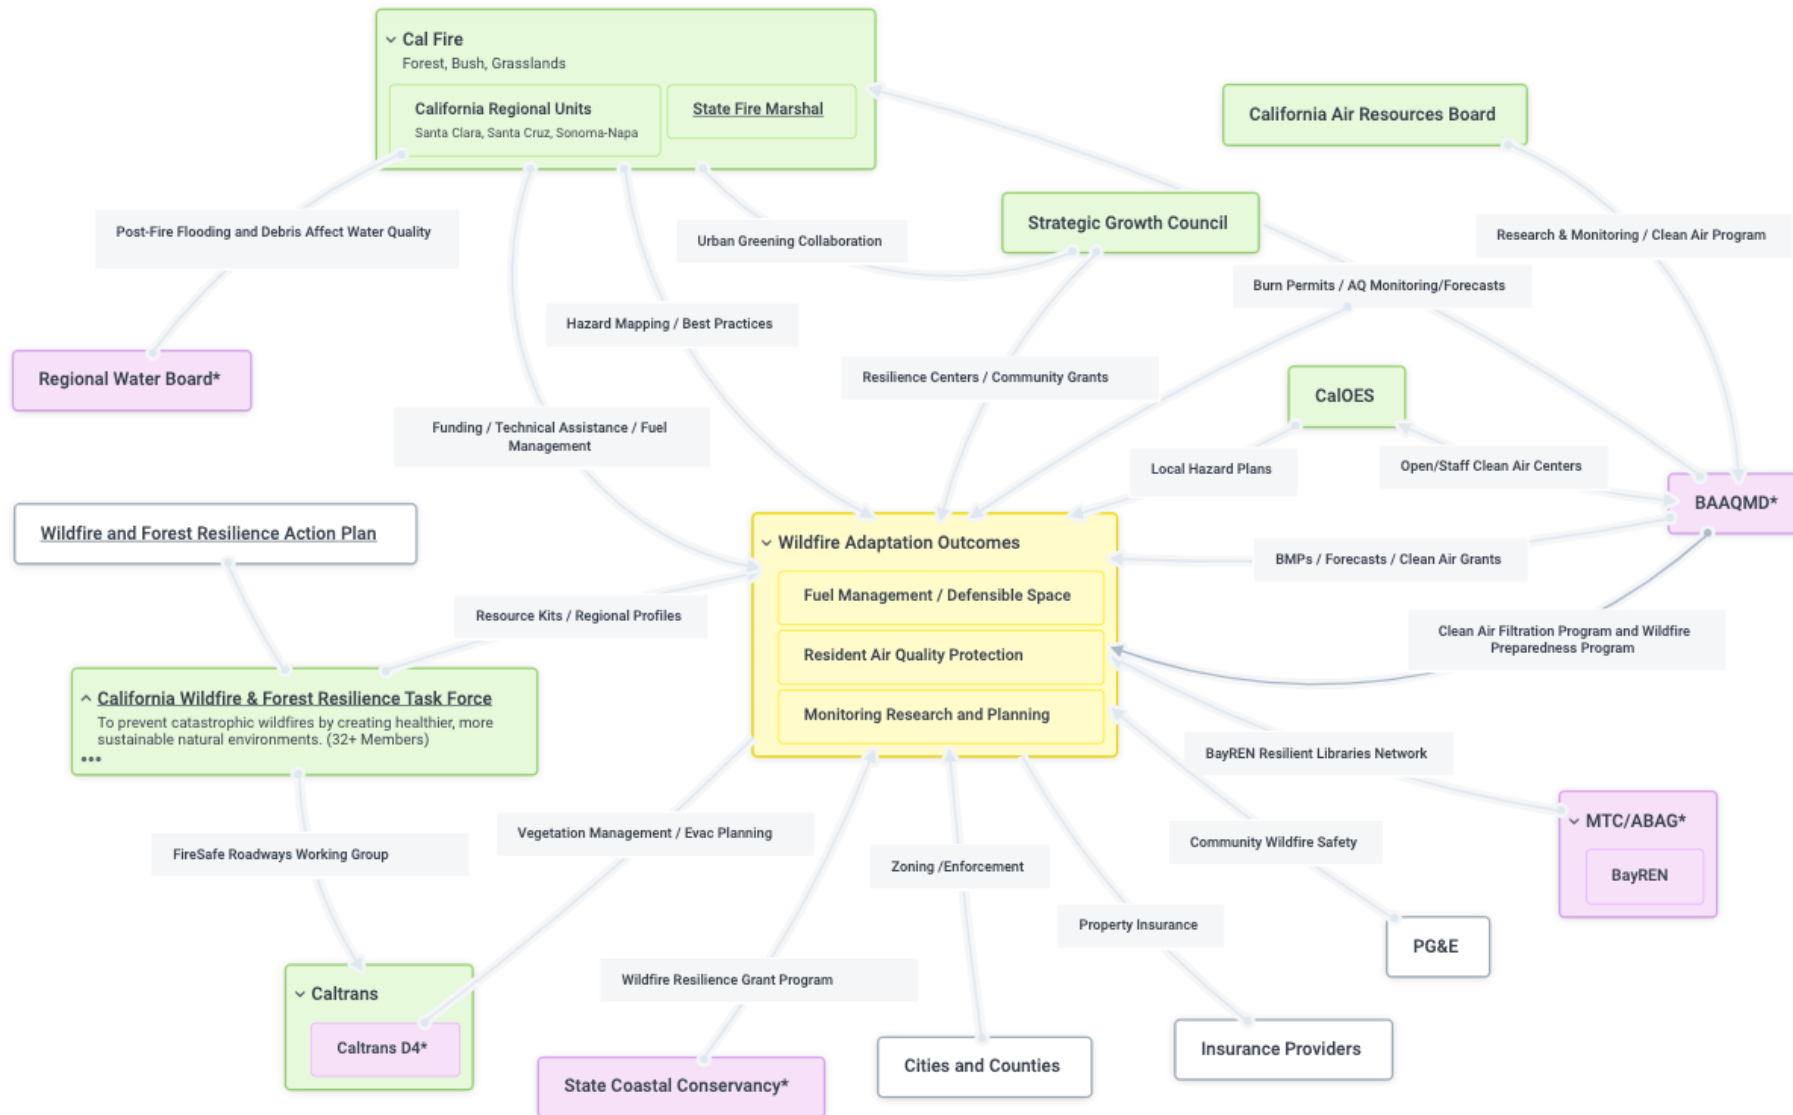 Cal Fire
Forest, Bush, Grasslands
California Regional Units
Santa Clara, Santa Cruz, Sonoma-Napa
State Fire Marshal
California Air Resources Board
Strategic Growth Council
Post-Fire Flooding and Debris Affect Water Quality
Urban Greening Collaboration
Research & Monitoring / Clean Air Program
Burn Permits / AQ Monitoring/Forecasts
Hazard Mapping / Best Practices
Regional Water Board*
Resilience Centers / Community Grants
CalOES
Funding / Technical Assistance / Fuel
Management
Local Hazard Plans
Open/Staff Clean Air Centers
BAAQMD*
Wildfire and Forest Resilience Action Plan
Wildfire Adaptation Outcomes
Fuel Management / Defensible Space
Resident Air Quality Protection
Monitoring Research and Planning
BMPs / Forecasts / Clean Air Grants
Resource Kits / Regional Profiles
Clean Air Filtration Program and Wildfire
Preparedness Program
California Wildfire & Forest Resilience Task Force
To prevent catastrophic wildfires by creating healthier, more
sustainable natural environments. (32+ Members)
BayREN Resilient Libraries Network
Vegetation Management / Evac Planning
FireSafe Roadways Working Group
Zoning /Enforcement
Community Wildfire Safety
MTC/ABAG*
BayREN
Property Insurance
PG&E
Wildfire Resilience Grant Program
Caltrans
Caltrans D4*
State Coastal Conservancy*
Cities and Counties
Insurance Providers